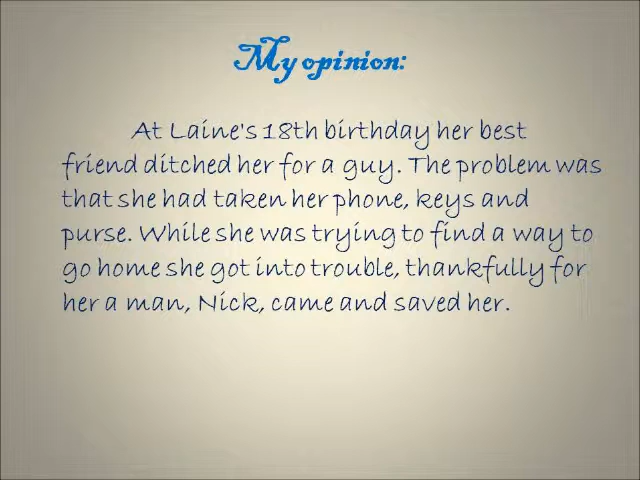 My opinion:
At Laine's 18th birthday her best
friend ditched her for a guy. The problem was
that she had taken her phone, keys and
purse. While she was trying to find a way to
go home she got into trouble, thankfully for
her a man, Nick, came and saved her.